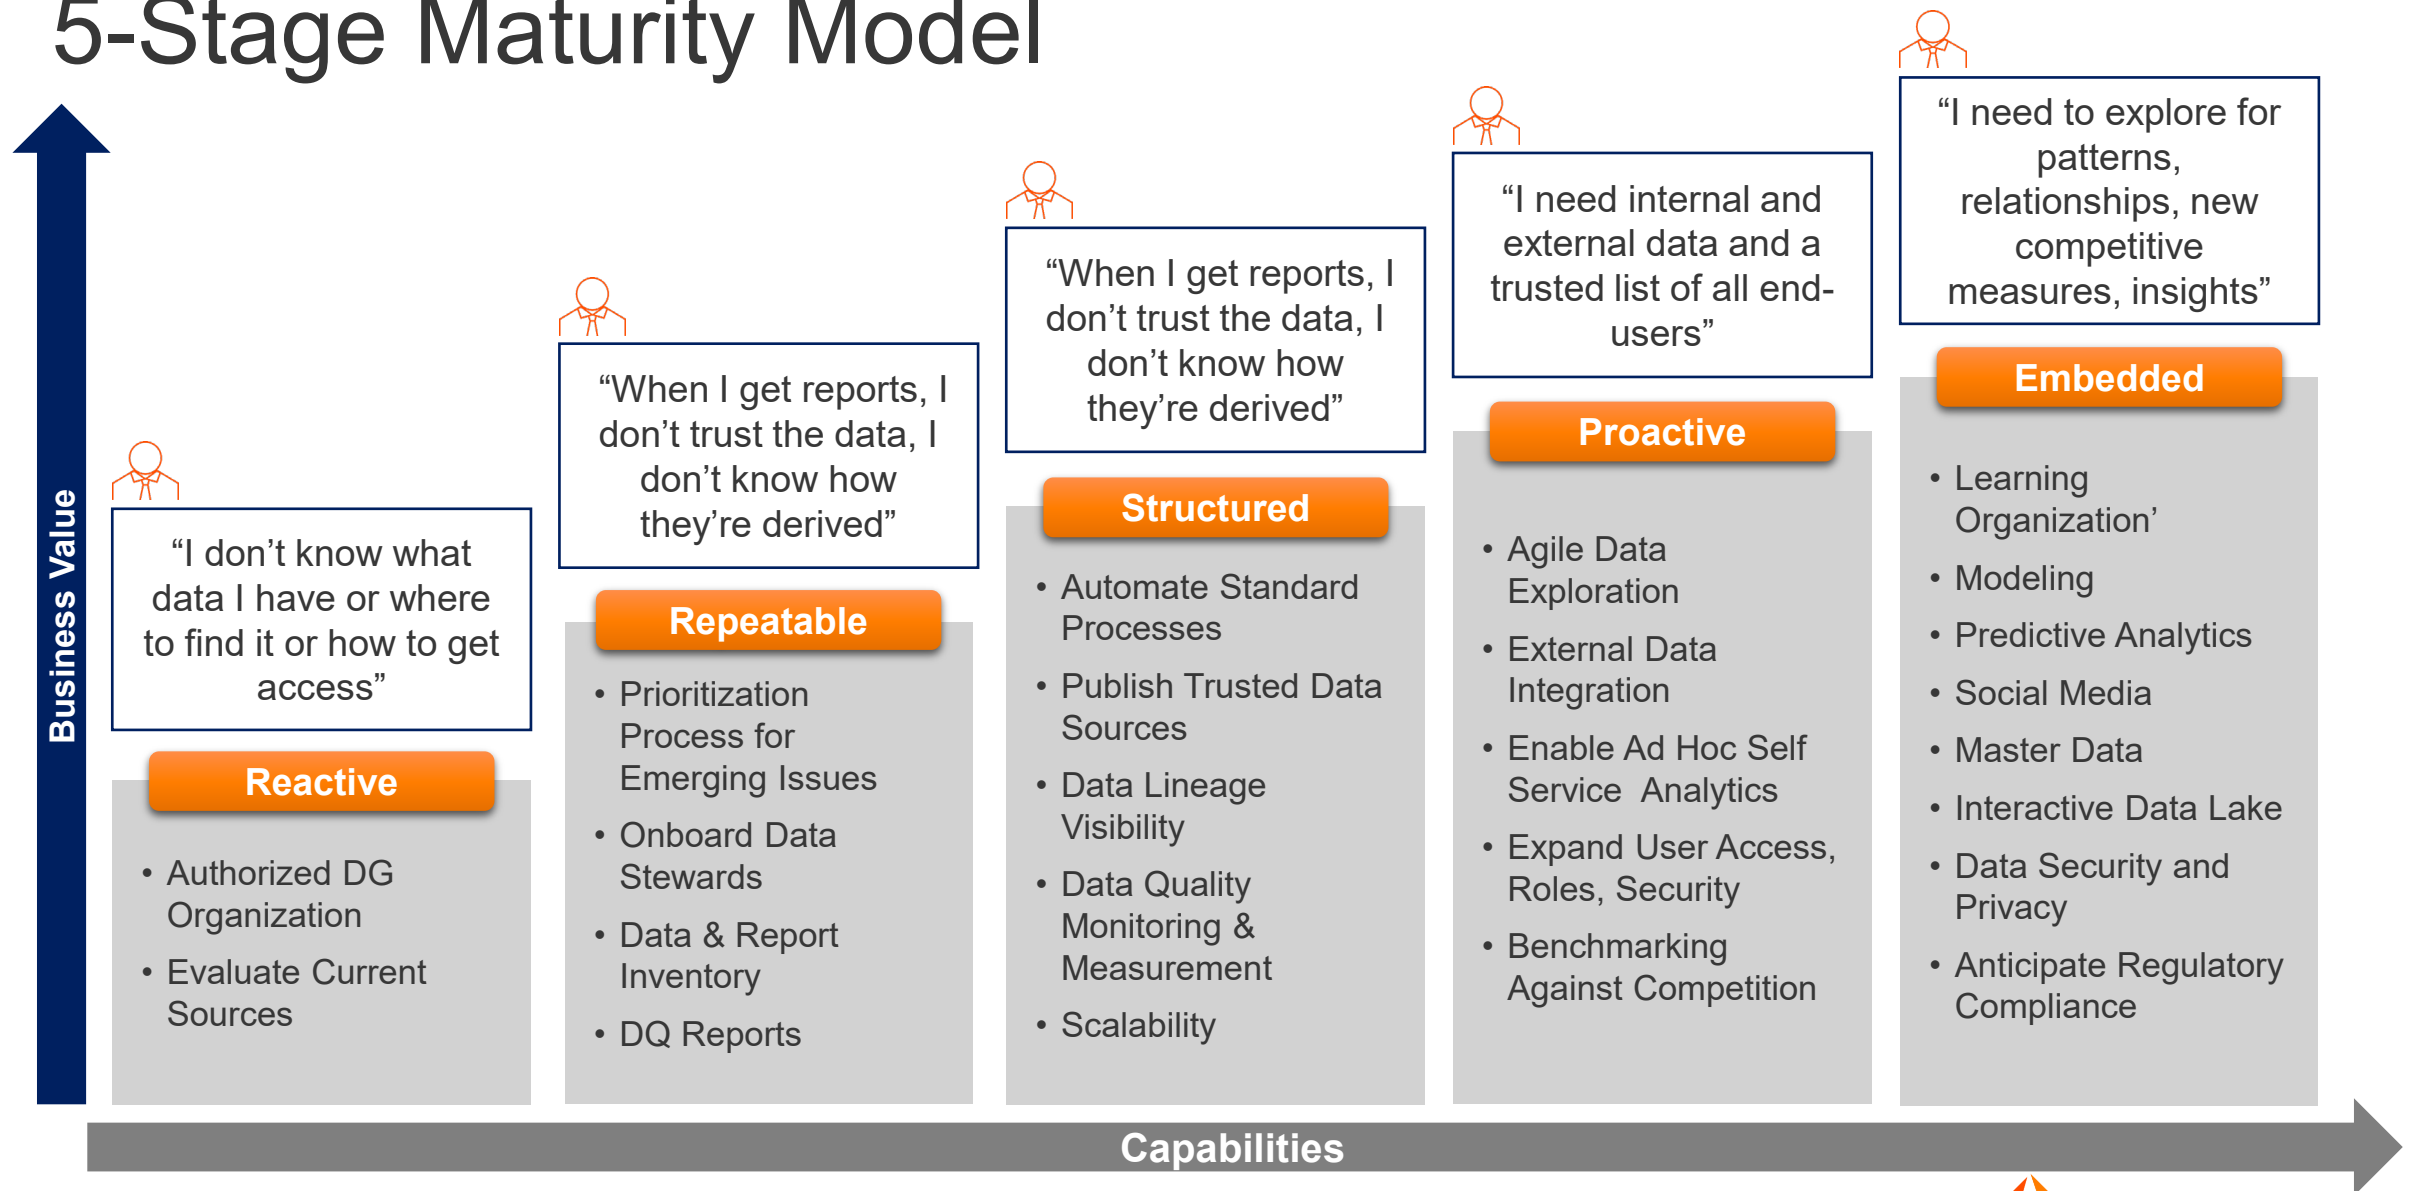 5-Stage Maturity Model
Business Value
“I don’t know what
data I have or where
to find it or how to get
access”
Reactive
• Authorized DG
Organization
• Evaluate Current
Sources
“When I get reports, I
don’t trust the data, I
don’t know how
they’re derived”
Repeatable
• Prioritization
Process for
Emerging Issues
• Onboard Data
Stewards
• Data & Report
Inventory
• DQ Reports
“When I get reports, I
don’t trust the data, I
don’t know how
they’re derived”
Structured
• Automate Standard
Processes
• Publish Trusted Data
Sources
• Data Lineage
Visibility
• Data Quality
Monitoring &
Measurement
• Scalability
“I need internal and
external data and a
trusted list of all end-
users”
Proactive
• Agile Data
Exploration
• External Data
Integration
• Enable Ad Hoc Self
Service  Analytics
• Expand User Access,
Roles, Security
• Benchmarking
Against Competition
“I need to explore for
patterns,
relationships, new
competitive
measures, insights”
Embedded
• Learning
Organization’
• Modeling
• Predictive Analytics
• Social Media
• Master Data
• Interactive Data Lake
• Data Security and
Privacy
• Anticipate Regulatory
Compliance
Capabilities